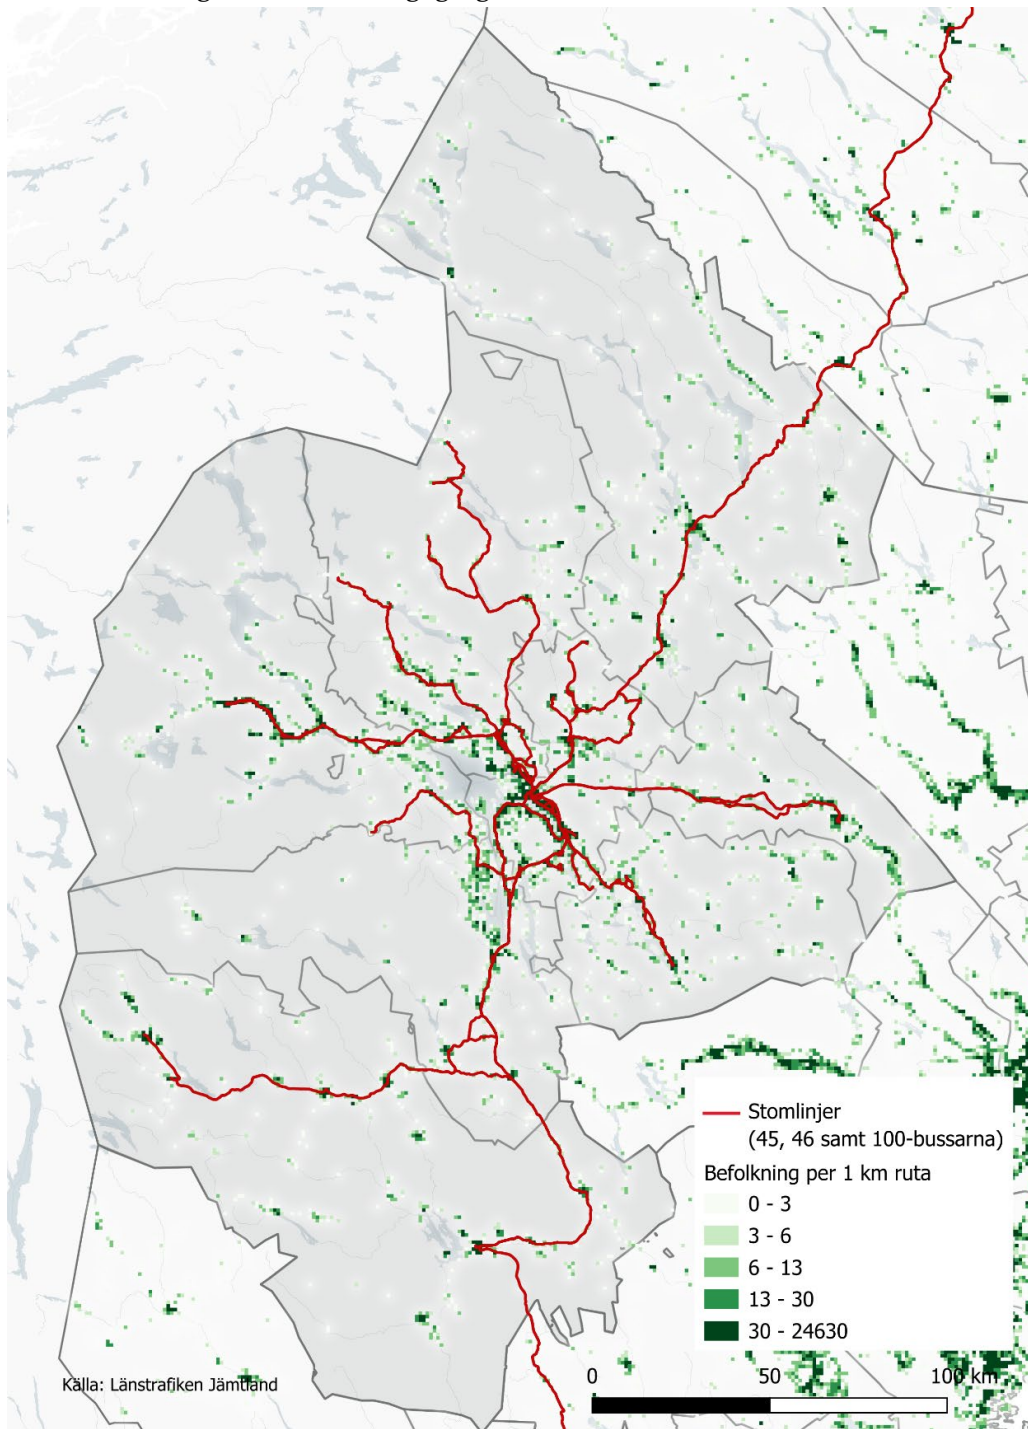 Stomlinjer
(45, 46 samt 100-bussarna)
Befolkning per 1 km ruta
0 - 3
3 - 6
6 - 13
13 - 30
30 - 24630
0 50 100 km
Källa: Länstrafiken Jämtland